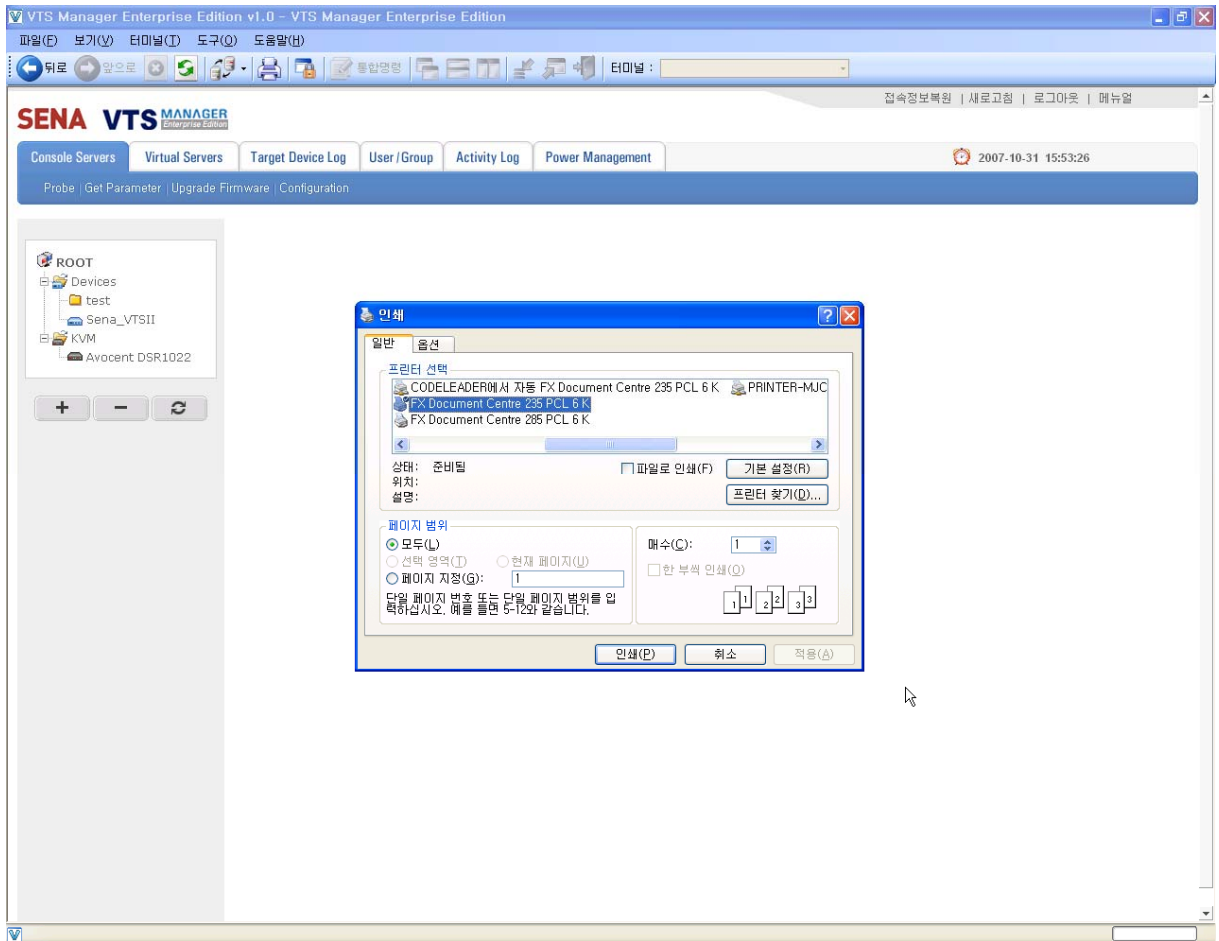 VTS Manager Enterprise Edition v1.0 - VTS Manager Enterprise Edition
파일(F) 보기(V) 터미널(T) 도구(O) 도움말(H)
뒤로 앞으로 통합명령 터미널 :
접속정보복원 | 새로고침 | 로그아웃 | 메뉴얼
SENA VTS MANAGER
Enterprise Edition
Console Servers Virtual Servers Target Device Log User / Group Activity Log Power Management 2007-10-31 15:53:26
Probe | Get Parameter | Upgrade Firmware | Configuration
ROOT
Devices
test
Sena_VTSII
KVM
Avocent DSR1022
인쇄
일반 옵션
프린터 선택
CODELEADER에서 자동 FX Document Centre 235 PCL 6 K PRINTER-MJC
FX Document Centre 235 PCL 6 K
FX Document Centre 285 PCL 6 K
상태: 준비됨 파일로 인쇄(F) 기본 설정(R)
위치:
설명: 프린터 찾기(D)...
페이지 범위
모두(L) 매수(C): 1
선택 영역(T) 현재 페이지(U) 한 부씩 인쇄(O)
페이지 지정(G): 1
단일 페이지 번호 또는 단일 페이지 범위를 입
력하십시오. 예를 들면 5-12와 같습니다.
1 1 2 2 3 3
인쇄(P) 취소 적용(A)